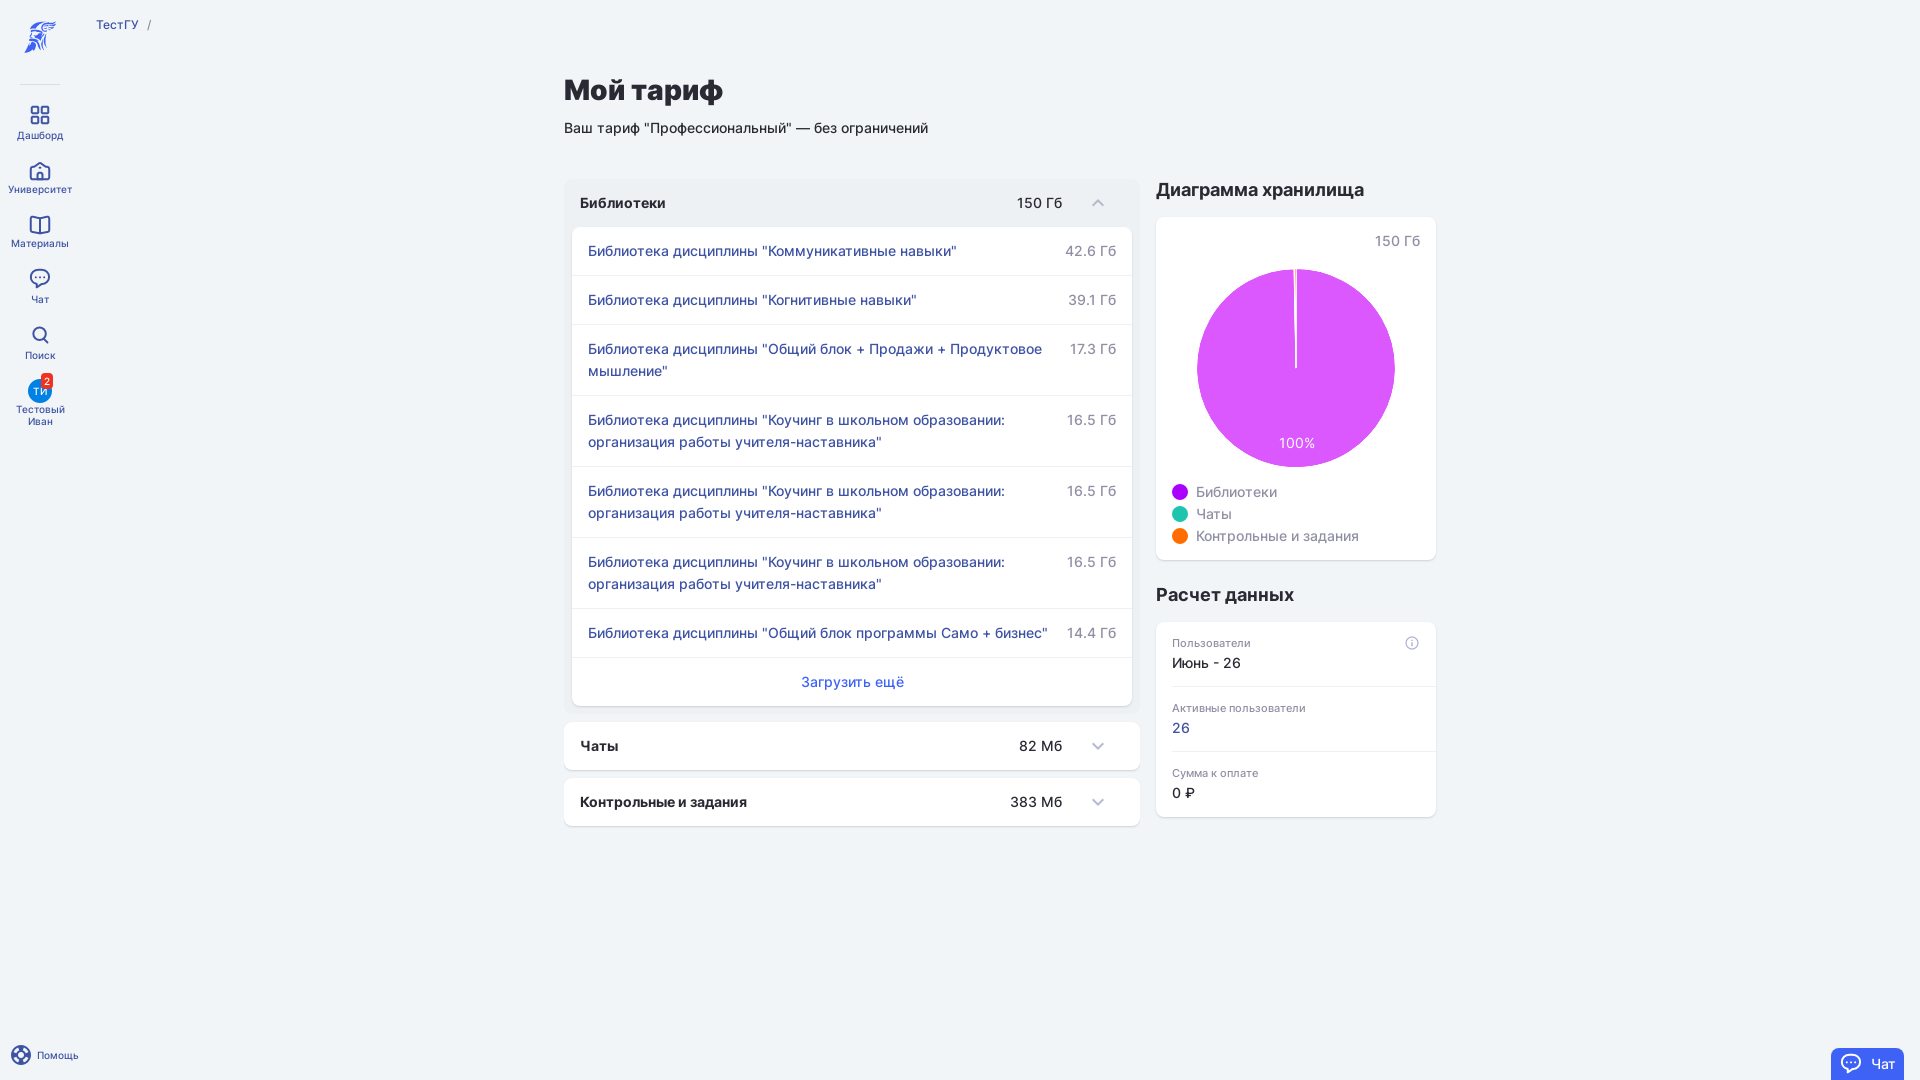 ТестГУ /
Дашборд
Университет
Материалы
Чат
Поиск
ТИ
2
Тестовый
Иван
Помощь
Мой тариф
Ваш тариф "Профессиональный" — без ограничений
Библиотеки 150 Гб
Библиотека дисциплины "Коммуникативные навыки" 42.6 Гб
Библиотека дисциплины "Когнитивные навыки" 39.1 Гб
Библиотека дисциплины "Общий блок + Продажи + Продуктовое 17.3 Гб
мышление"
Библиотека дисциплины "Коучинг в школьном образовании: 16.5 Гб
организация работы учителя-наставника"
Библиотека дисциплины "Коучинг в школьном образовании: 16.5 Гб
организация работы учителя-наставника"
Библиотека дисциплины "Коучинг в школьном образовании: 16.5 Гб
организация работы учителя-наставника"
Библиотека дисциплины "Общий блок программы Само + бизнес" 14.4 Гб
Загрузить ещё
Чаты 82 Мб
Контрольные и задания 383 Мб
Диаграмма хранилища
150 Гб
100%
Библиотеки
Чаты
Контрольные и задания
Расчет данных
Пользователи
Июнь - 26
Активные пользователи
26
Сумма к оплате
0 ₽
Чат